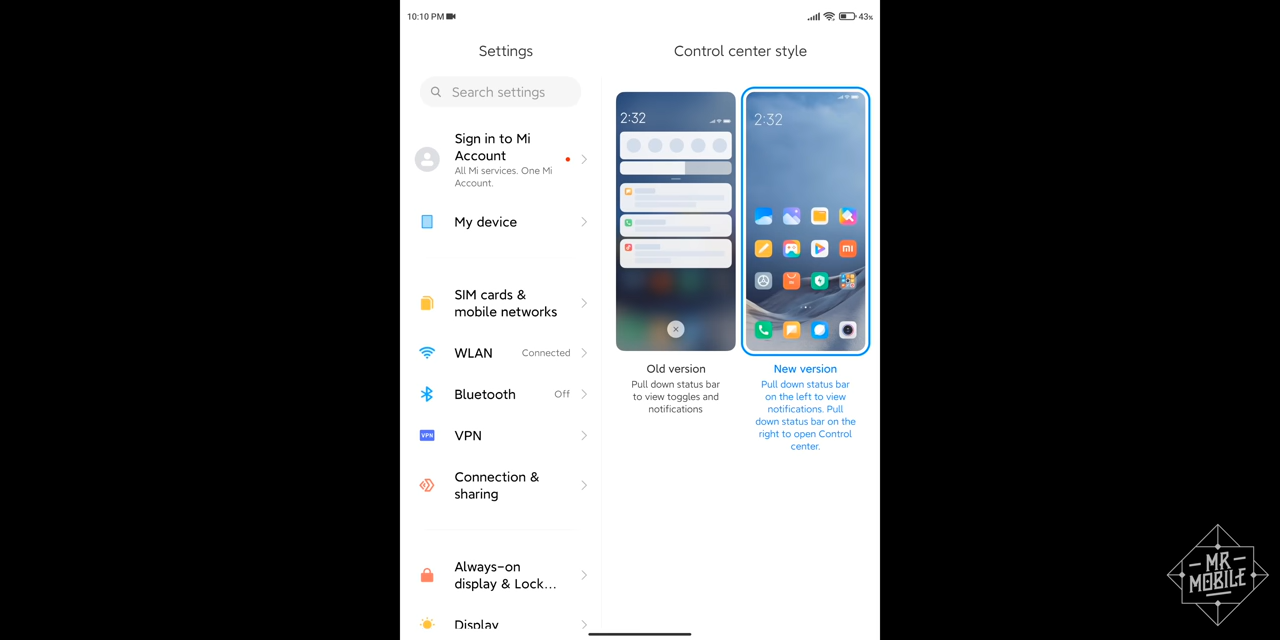 10:10 PM
43%
Settings
Search settings
Sign in to Mi
Account
All Mi services. One Mi
Account.
My device
SIM cards &
mobile networks
WLAN
Connected
Bluetooth
Off
VPN
VPN
Connection &
sharing
Always-on
display & Lock...
Display
Control center style
2:32
2:32
Old version
Pull down status bar
to view toggles and
notifications
New version
Pull down status bar
on the left to view
notifications. Pull
down status bar on the
right to open Control
center.
MR
MOBILE